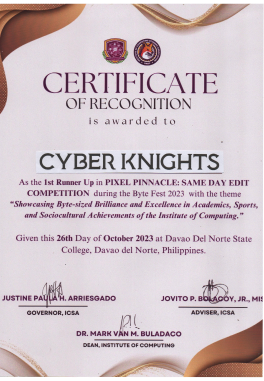 CERTIFICATE
OF RECOGNITION
is awarded to
CYBER KNIGHTS
As the 1st Runner Up in PIXEL PINNACLE: SAME DAY EDIT
COMPETITION during the Byte Fest 2023 with the theme
"Showcasing Byte-sized Brilliance and Excellence in Academics, Sports,
and Sociocultural Achievements of the Institute of Computing."
Given this 26th Day of October 2023 at Davao Del Norte State
College, Davao del Norte, Philippines.
JUSTINE PAULA H. ARRIESGADO
GOVERNOR, ICSA
JOVITO P. BOLACOY, JR., MIS
ADVISER, ICSA
DR. MARK VAN M. BULADACO
DEAN, INSTITUTE OF COMPUTING